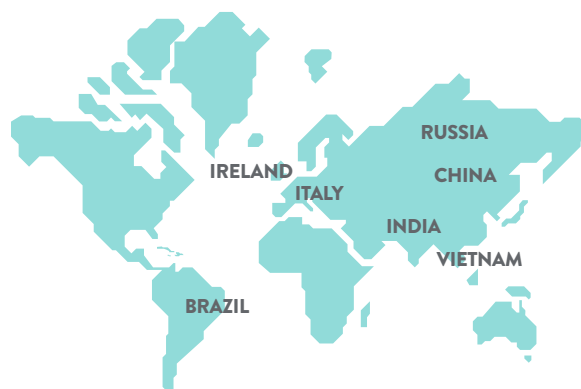 RUSSIA
IRELAND
CHINA
ITALY
INDIA
VIETNAM
BRAZIL